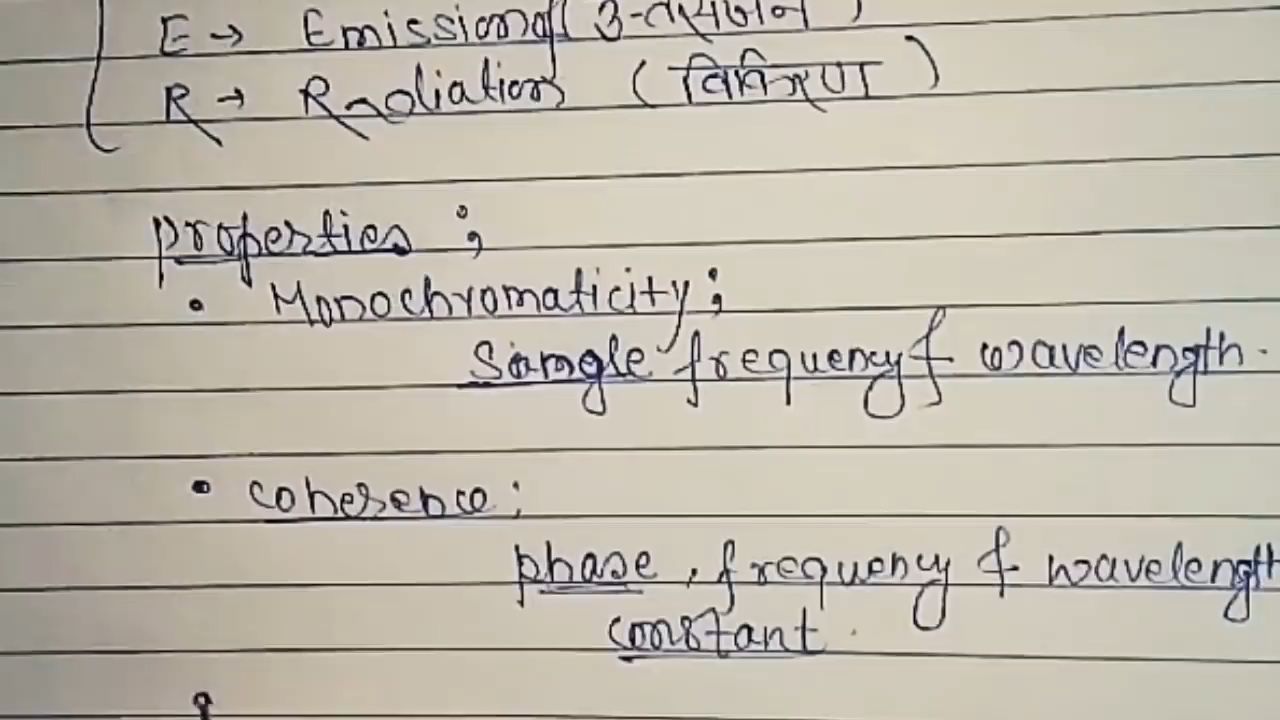 E → Emission (उत्सर्जन)
R → Radiation (विकिरण)
properties :
• Monochromaticity :
Single frequency & wavelength.
• coherence :
phase, frequency & wavelength
constant.